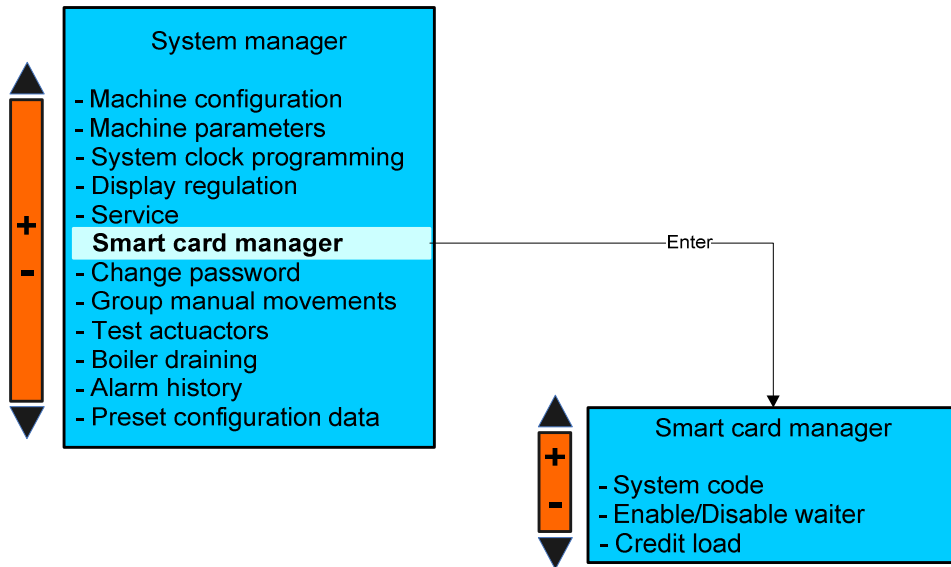 System manager
- Machine configuration
- Machine parameters
- System clock programming
- Display regulation
- Service
Smart card manager
- Change password
- Group manual movements
- Test actuactors
- Boiler draining
- Alarm history
- Preset configuration data
+
-
Enter
Smart card manager
- System code
- Enable/Disable waiter
- Credit load
+
-